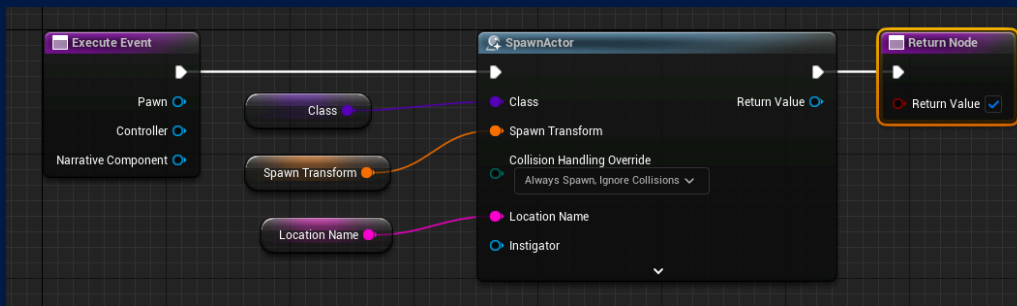 Execute Event
Pawn
Controller
Narrative Component
Class
Spawn Transform
Location Name
SpawnActor
Class
Return Value
Spawn Transform
Collision Handling Override
Always Spawn, Ignore Collisions
Location Name
Instigator
Return Node
Return Value